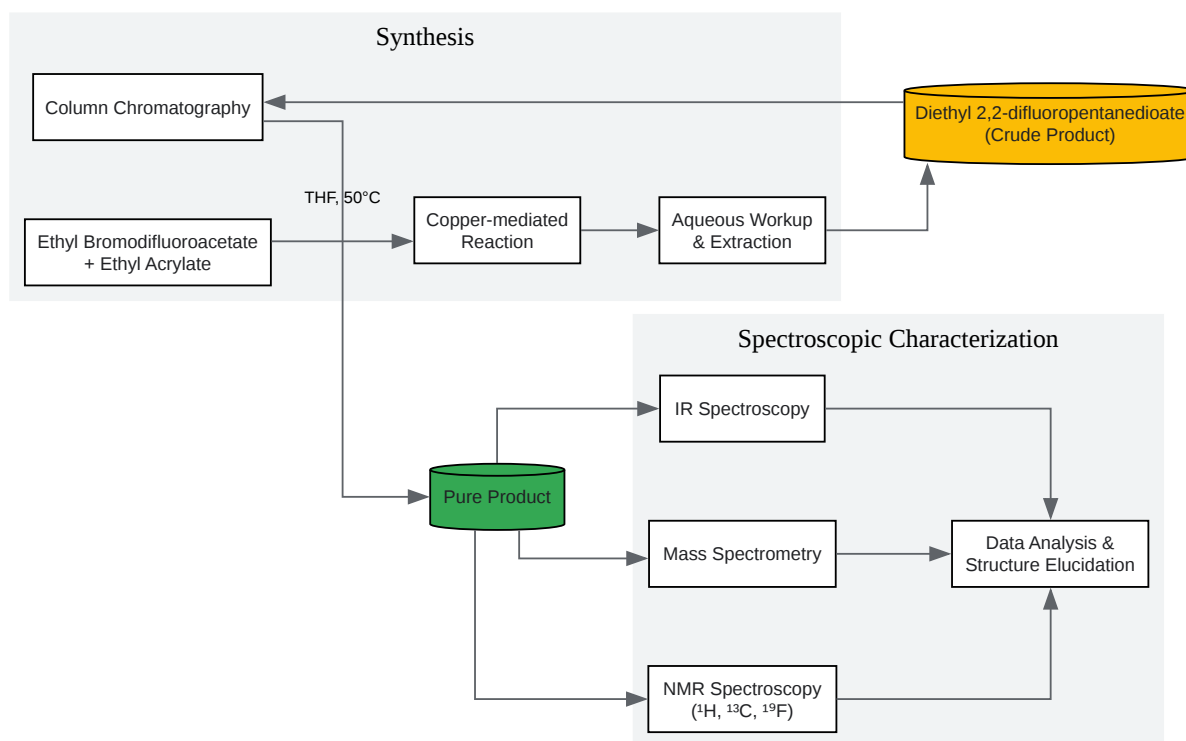 Synthesis
Column Chromatography
Diethyl 2,2-difluoropentanedioate
(Crude Product)
THF, 50°C
Ethyl Bromodifluoroacetate
+ Ethyl Acrylate
Copper-mediated
Reaction
Aqueous Workup
& Extraction
Spectroscopic Characterization
IR Spectroscopy
Pure Product
Mass Spectrometry
Data Analysis &
Structure Elucidation
NMR Spectroscopy
(¹H, ¹³C, ¹⁹F)